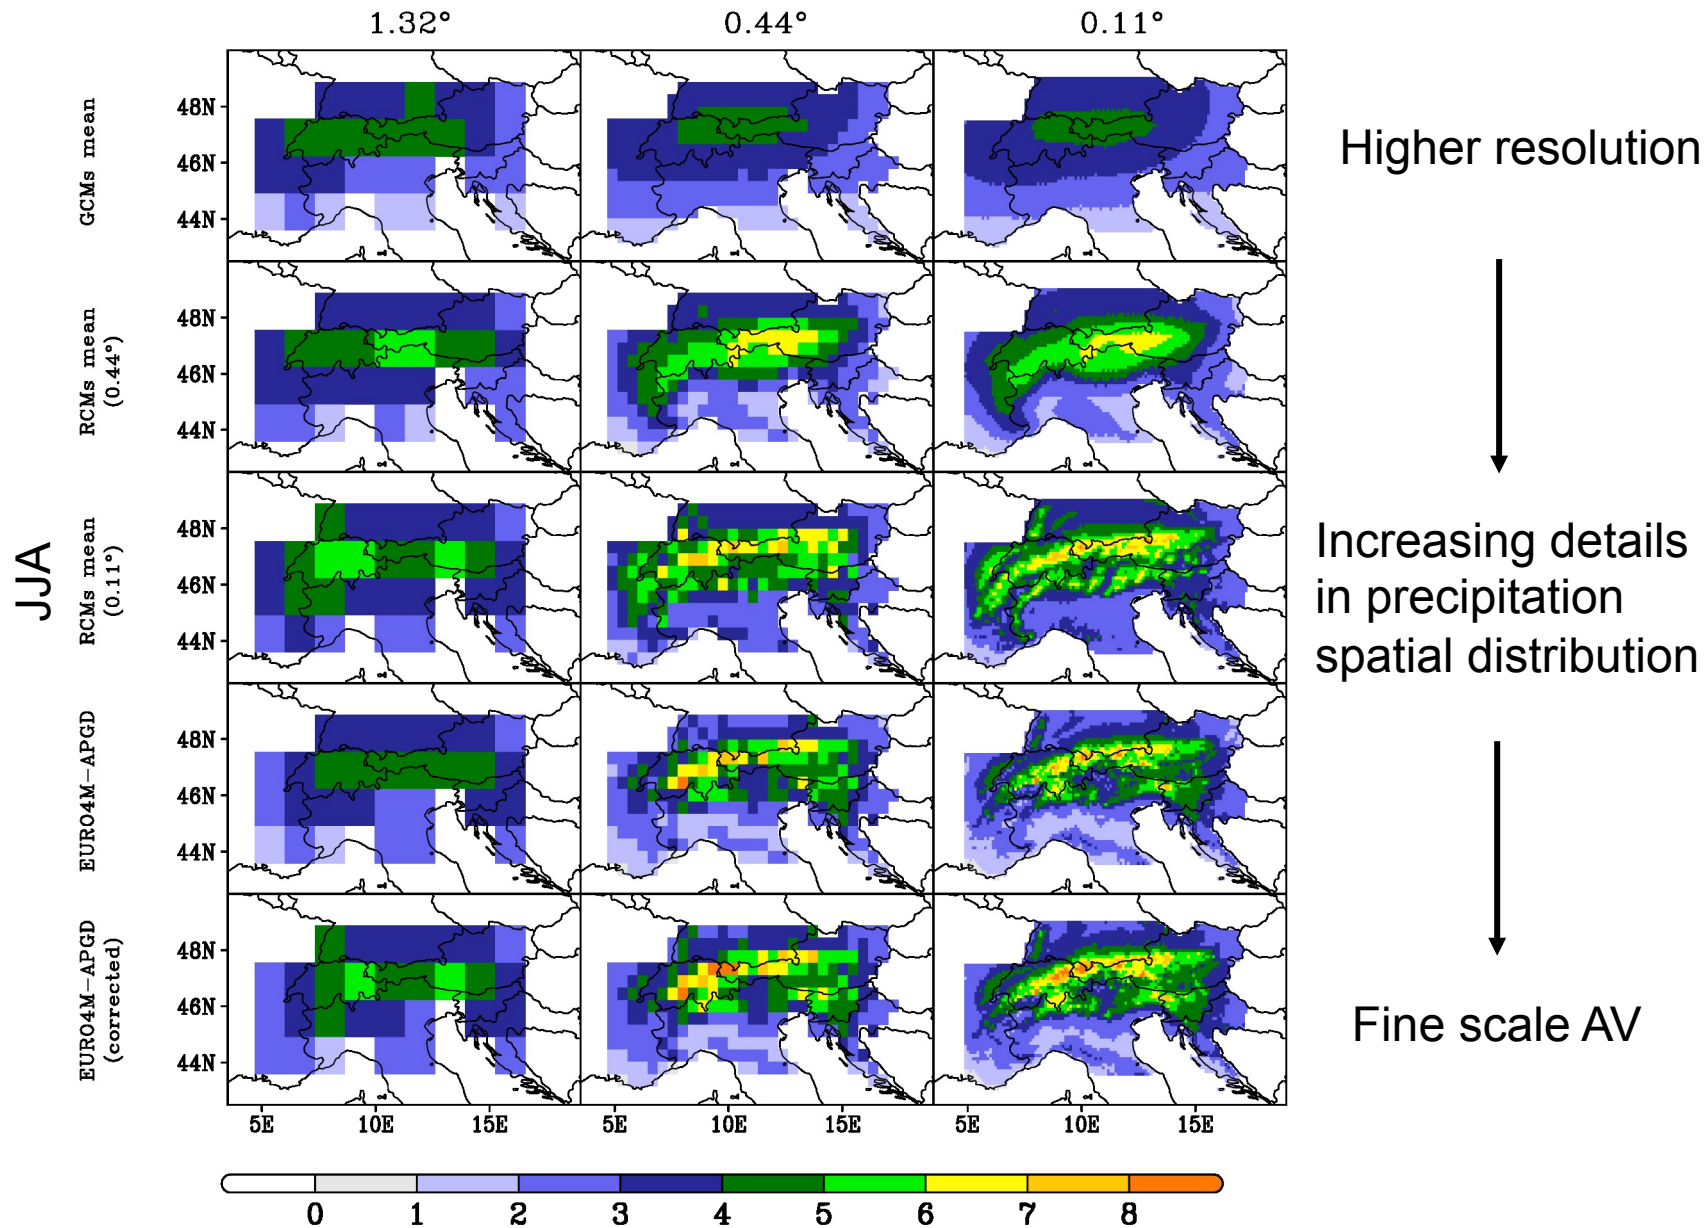 1.32° 0.44° 0.11°
GCMs mean
48N
46N
44N
Higher resolution
RCMs mean
(0.44°)
48N
46N
44N
JJA
RCMs mean
(0.11°)
48N
46N
44N
Increasing details
in precipitation
spatial distribution
EURO4M-APGD
48N
46N
44N
EURO4M-APGD
(corrected)
48N
46N
44N
Fine scale AV
5E 10E 15E 5E 10E 15E 5E 10E 15E
0 1 2 3 4 5 6 7 8